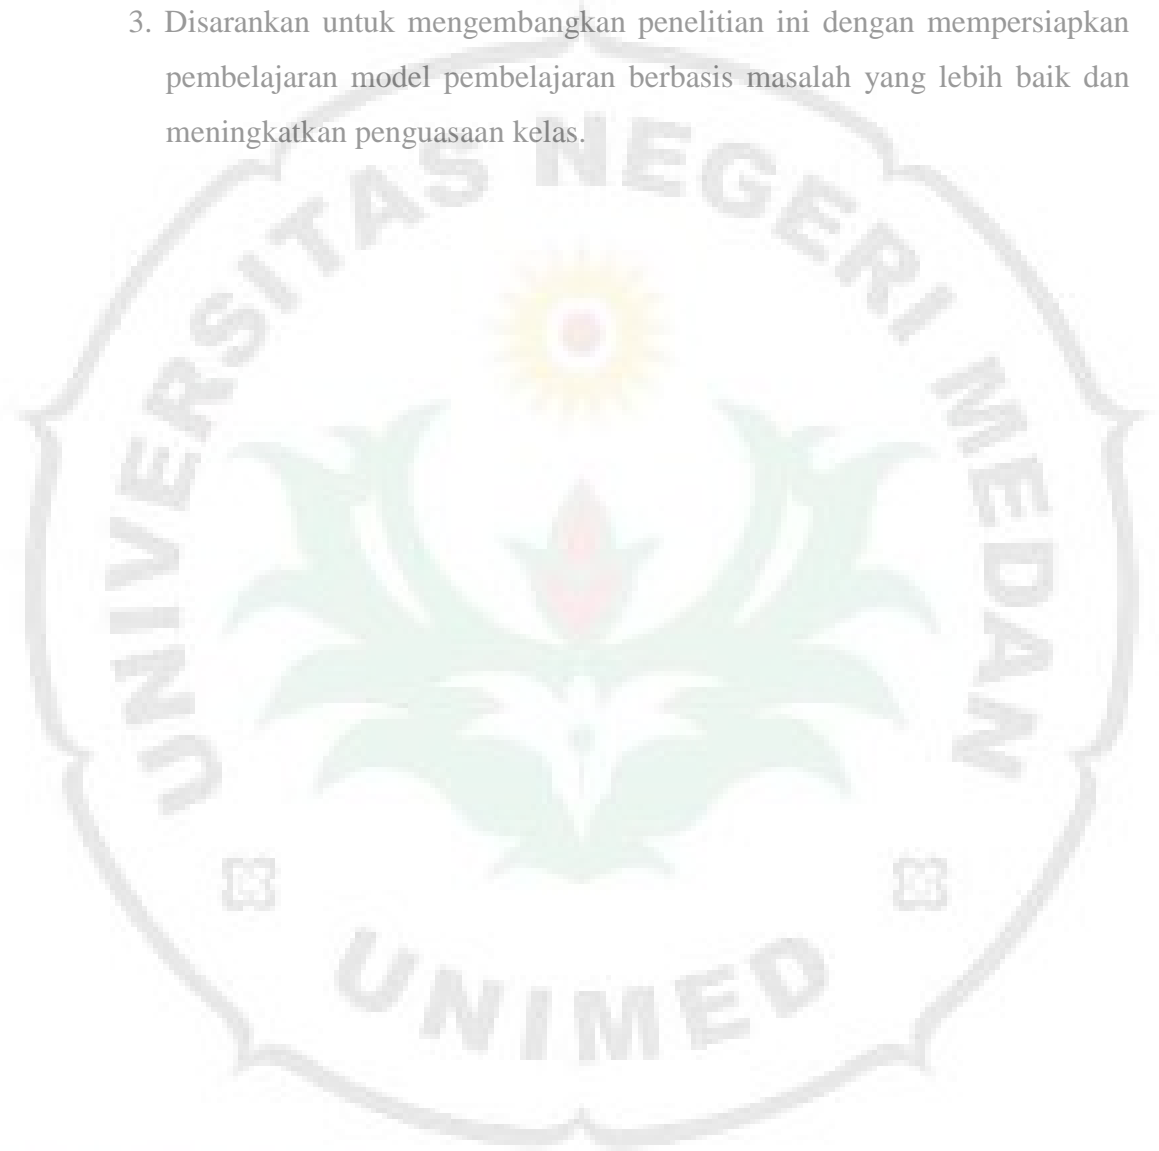 3. Disarankan untuk mengembangkan penelitian ini dengan mempersiapkan
pembelajaran model pembelajaran berbasis masalah yang lebih baik dan
meningkatkan penguasaan kelas.
UNIVERSITAS NEGERI MEDAN
UNIMED